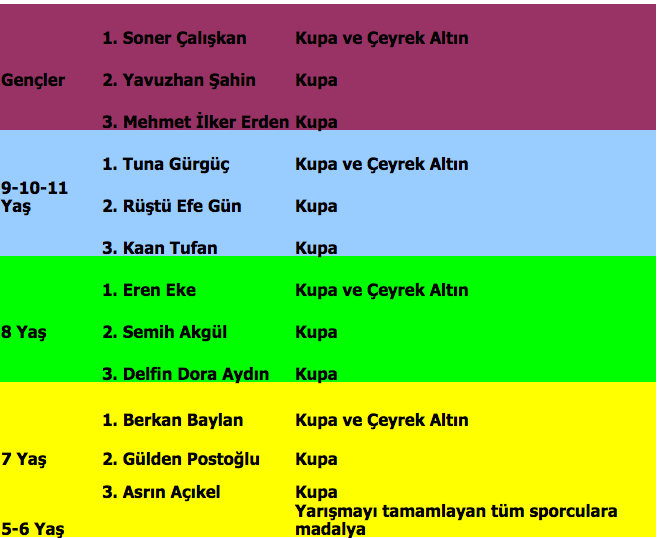 1. Soner Çalışkan Kupa ve Çeyrek Altın
Gençler 2. Yavuzhan Şahin Kupa
3. Mehmet İlker Erden Kupa
1. Tuna Gürgüç Kupa ve Çeyrek Altın
9-10-11
Yaş 2. Rüştü Efe Gün Kupa
3. Kaan Tufan Kupa
1. Eren Eke Kupa ve Çeyrek Altın
8 Yaş 2. Semih Akgül Kupa
3. Delfin Dora Aydın Kupa
1. Berkan Baylan Kupa ve Çeyrek Altın
7 Yaş 2. Gülden Postoğlu Kupa
3. Asrın Açıkel Kupa
Yarışmayı tamamlayan tüm sporculara
5-6 Yaş madalya